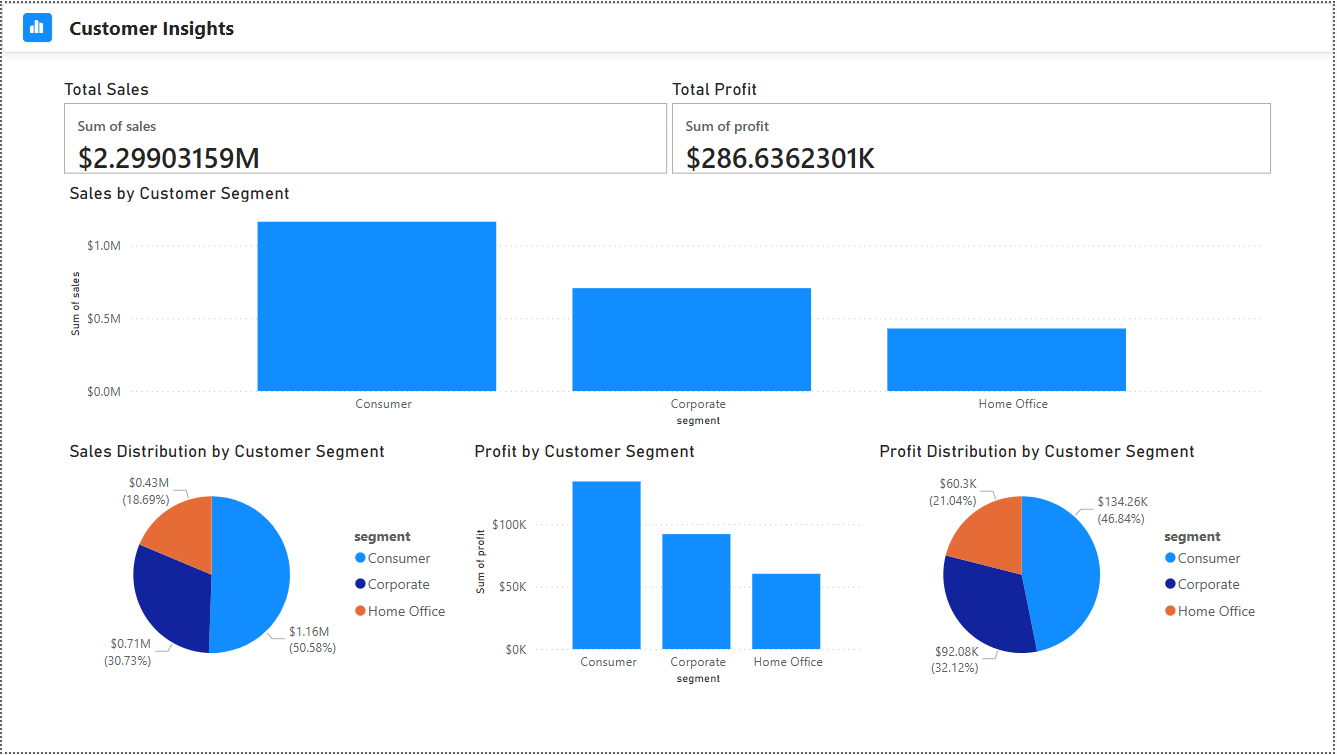 Customer Insights
Total Sales
Sum of sales
$2.29903159M
Total Profit
Sum of profit
$286.6362301K
Sales by Customer Segment
Sum of sales
$1.0M
$0.5M
$0.0M
Consumer
Corporate
Home Office
segment
Sales Distribution by Customer Segment
$0.43M
(18.69%)
$0.71M
(30.73%)
$1.16M
(50.58%)
segment
Consumer
Corporate
Home Office
Profit by Customer Segment
Sum of profit
$100K
$50K
$0K
Consumer
Corporate
Home Office
segment
Profit Distribution by Customer Segment
$60.3K
(21.04%)
$134.26K
(46.84%)
$92.08K
(32.12%)
segment
Consumer
Corporate
Home Office